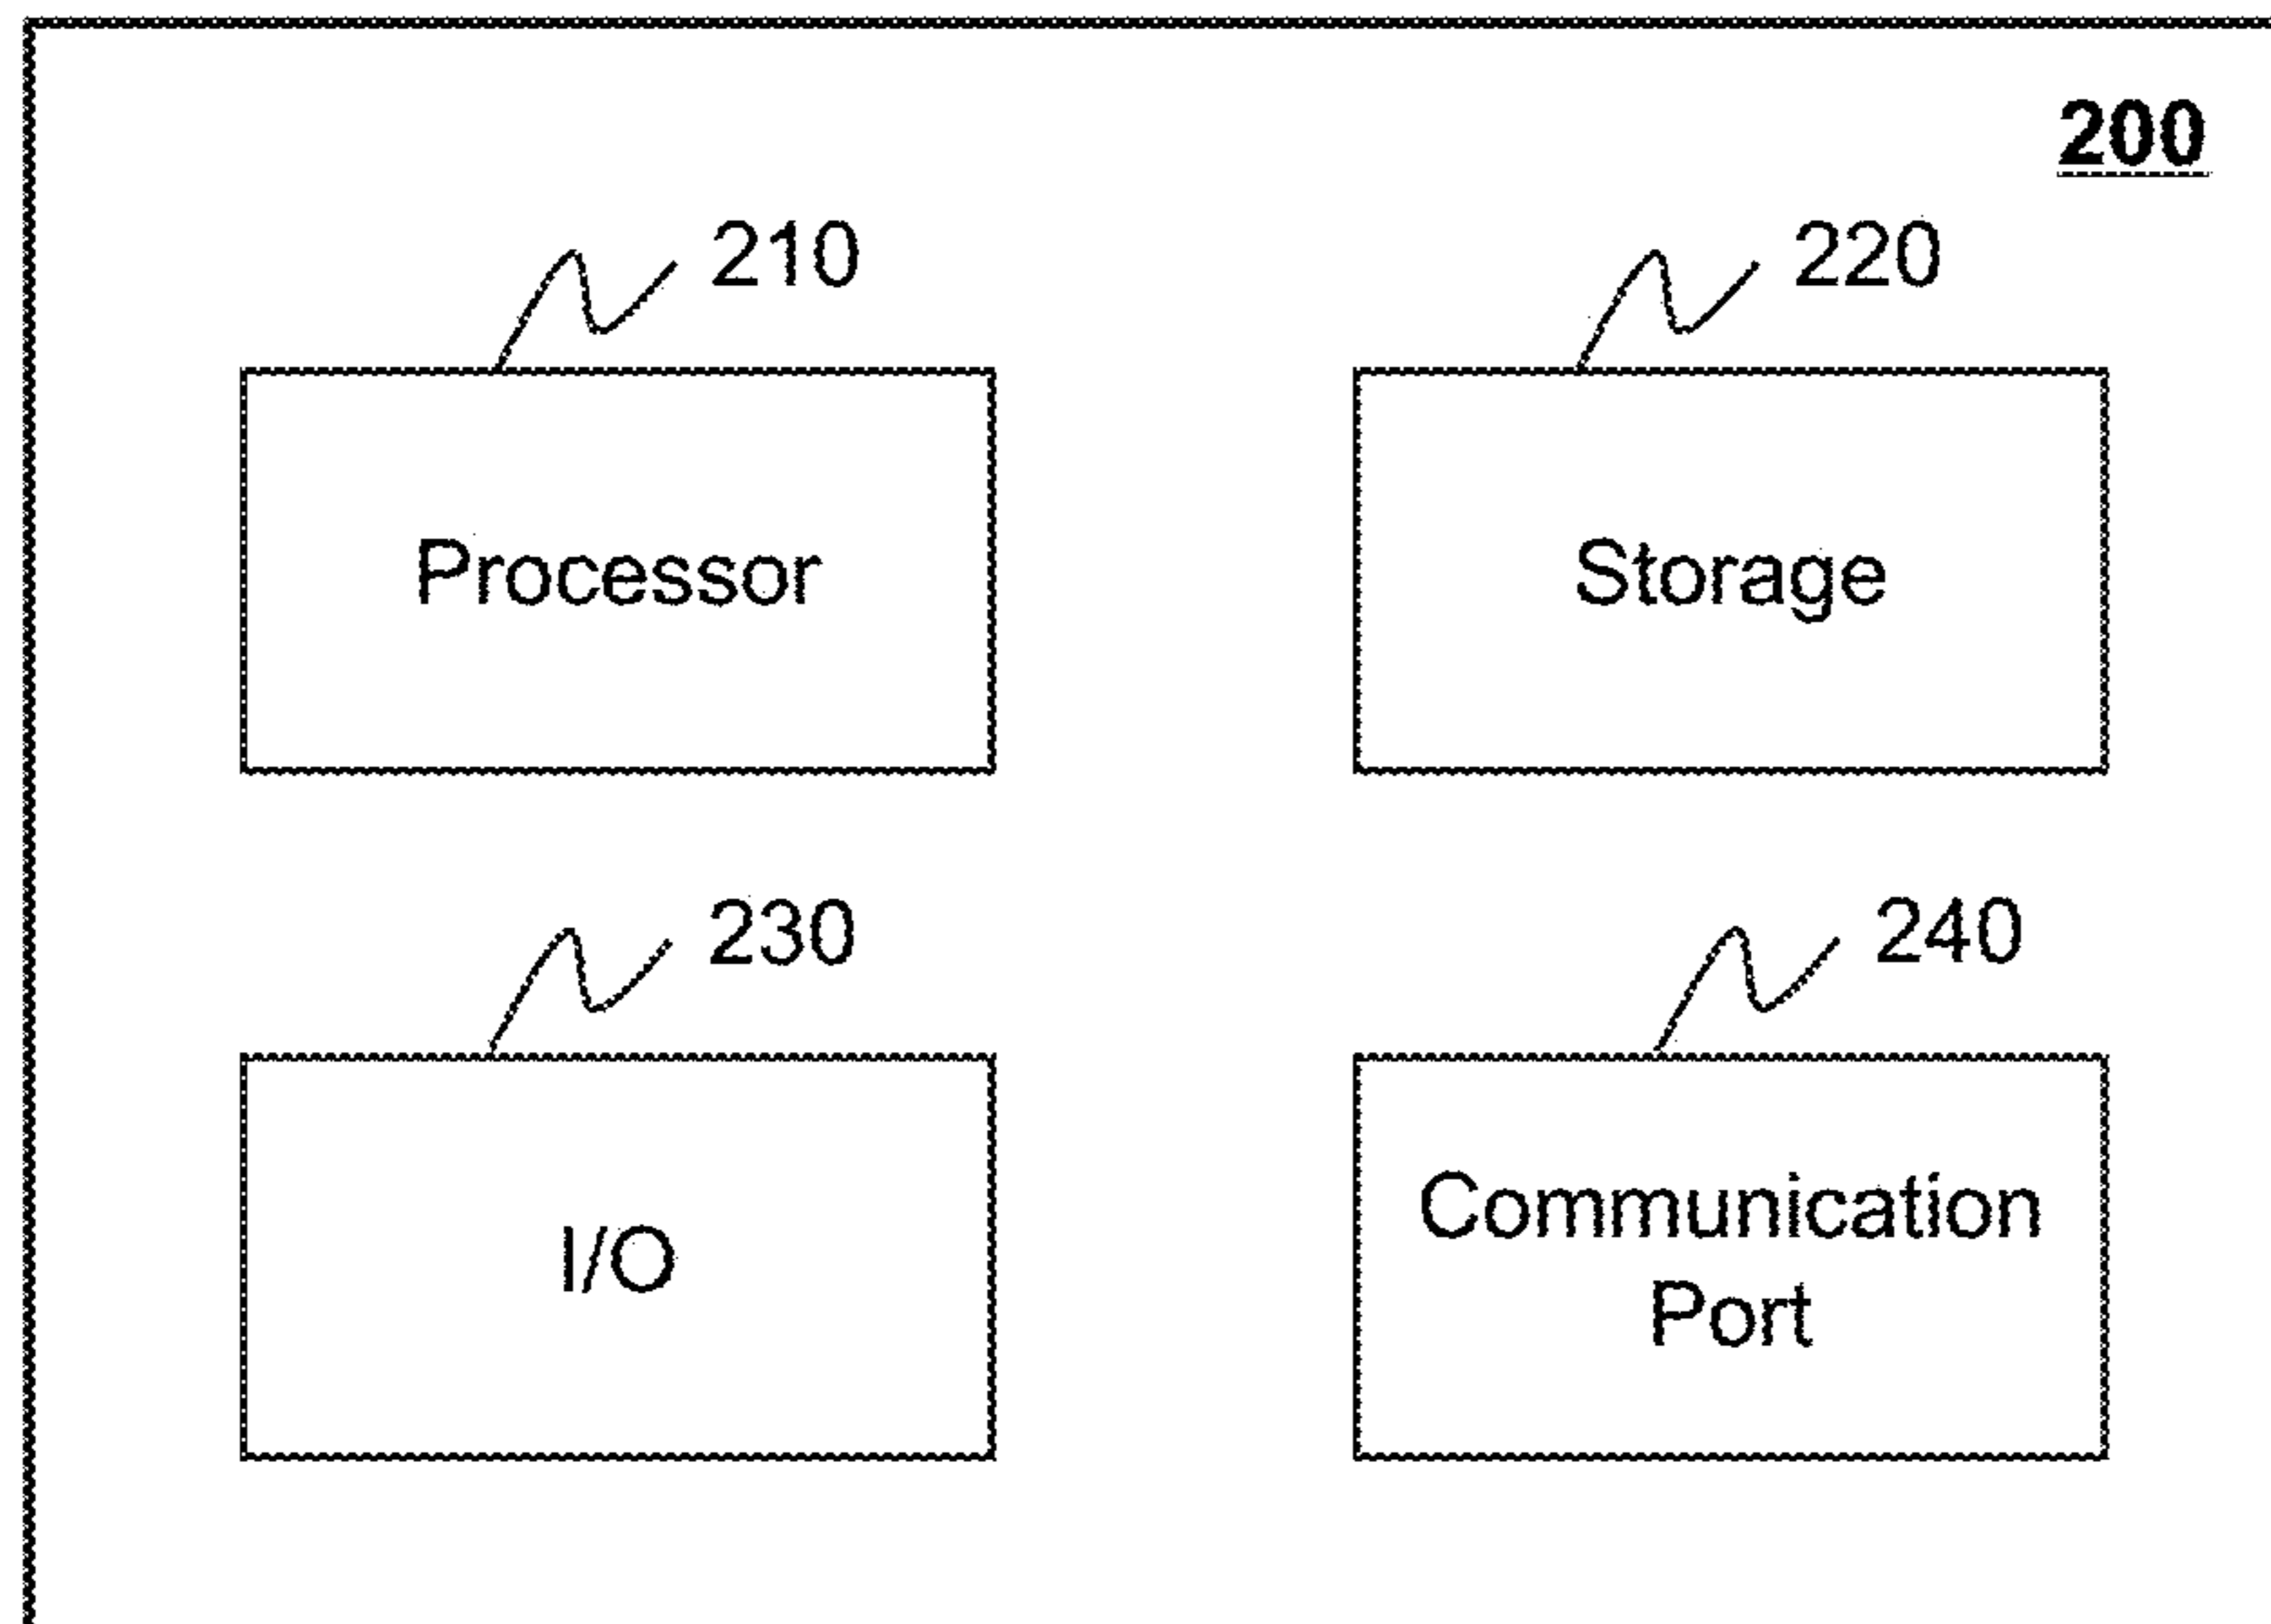 200
210
220
Processor
Storage
230
240
I/O
Communication
Port